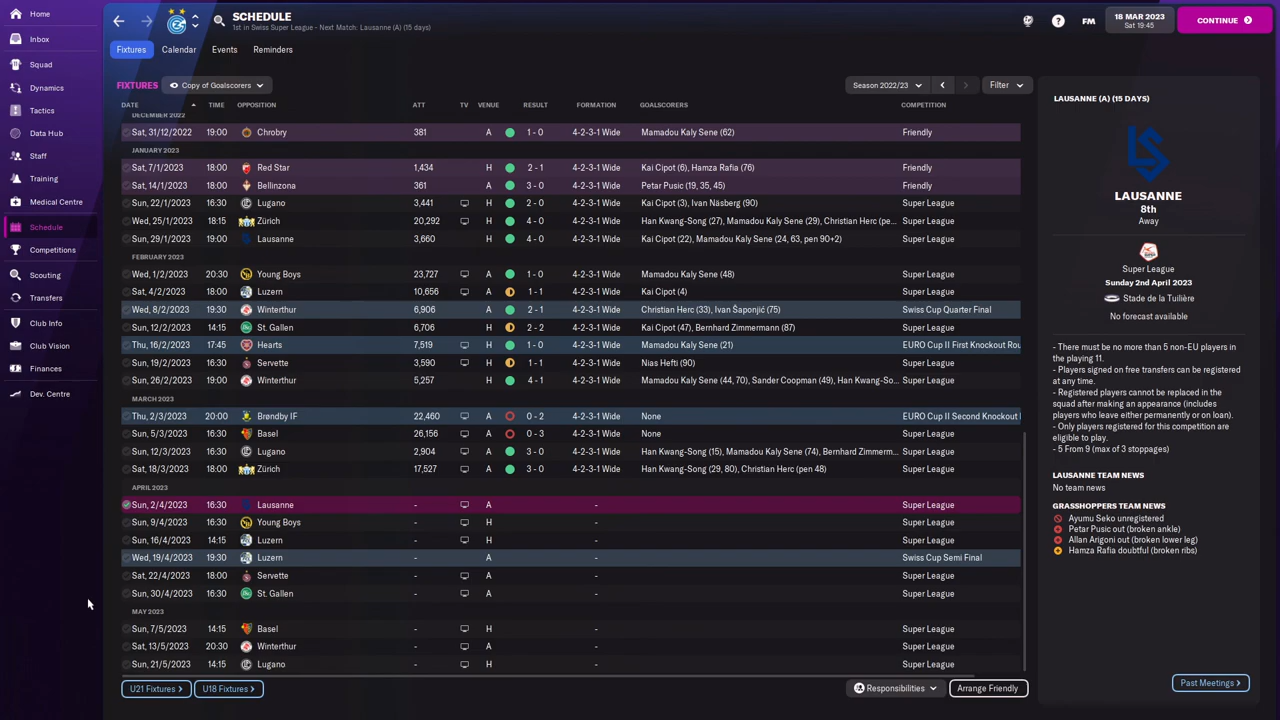 Home
Inbox
Squad
Dynamics
Tactics
Data Hub
Staff
Training
Medical Centre
Schedule
Competitions
Scouting
Transfers
Club Info
Club Vision
Finances
Dev. Centre
SCHEDULE
1st in Swiss Super League - Next Match: Lausanne (A) (15 days)
? FM
18 MAR 2023
Sat 19:45
CONTINUE
Fixtures Calendar Events Reminders
FIXTURES Copy of Goalscorers Season 2022/23 Filter
DATE TIME OPPOSITION ATT TV VENUE RESULT FORMATION GOALSCORERS COMPETITION
DECEMBER 2022
Sat, 31/12/2022 19:00 Chrobry 381 A 1 - 0 4-2-3-1 Wide Mamadou Kaly Sene (62) Friendly
JANUARY 2023
Sat, 7/1/2023 18:00 Red Star 1,434 H 2 - 1 4-2-3-1 Wide Kai Cipot (6), Hamza Rafia (76) Friendly
Sat, 14/1/2023 18:00 Bellinzona 361 A 3 - 0 4-2-3-1 Wide Petar Pusic (19, 35, 45) Friendly
Sun, 22/1/2023 16:30 Lugano 3,441 H 2 - 0 4-2-3-1 Wide Kai Cipot (3), Ivan Näsberg (90) Super League
Wed, 25/1/2023 18:15 Zürich 20,292 H 4 - 0 4-2-3-1 Wide Han Kwang-Song (27), Mamadou Kaly Sene (29), Christian Herc (pe... Super League
Sun, 29/1/2023 19:00 Lausanne 3,660 H 4 - 0 4-2-3-1 Wide Kai Cipot (22), Mamadou Kaly Sene (24, 63, pen 90+2) Super League
FEBRUARY 2023
Wed, 1/2/2023 20:30 Young Boys 23,727 A 1 - 0 4-2-3-1 Wide Mamadou Kaly Sene (48) Super League
Sat, 4/2/2023 18:00 Luzern 10,656 A 1 - 1 4-2-3-1 Wide Kai Cipot (4) Super League
Wed, 8/2/2023 19:30 Winterthur 6,906 A 2 - 1 4-2-3-1 Wide Christian Herc (33), Ivan Šaponjić (75) Swiss Cup Quarter Final
Sun, 12/2/2023 14:15 St. Gallen 6,706 H 2 - 2 4-2-3-1 Wide Kai Cipot (47), Bernhard Zimmermann (87) Super League
Thu, 16/2/2023 17:45 Hearts 7,519 H 1 - 0 4-2-3-1 Wide Mamadou Kaly Sene (21) EURO Cup II First Knockout Rou
Sun, 19/2/2023 16:30 Servette 3,590 H 1 - 1 4-2-3-1 Wide Nias Hefti (90) Super League
Sun, 26/2/2023 19:00 Winterthur 5,257 H 4 - 1 4-2-3-1 Wide Mamadou Kaly Sene (44, 70), Sander Coopman (49), Han Kwang-So... Super League
MARCH 2023
Thu, 2/3/2023 20:00 Brøndby IF 22,460 A 0 - 2 4-2-3-1 Wide None EURO Cup II Second Knockout
Sun, 5/3/2023 16:30 Basel 26,156 A 0 - 3 4-2-3-1 Wide None Super League
Sun, 12/3/2023 16:30 Lugano 2,904 A 3 - 0 4-2-3-1 Wide Han Kwang-Song (15), Mamadou Kaly Sene (74), Bernhard Zimmerm... Super League
Sat, 18/3/2023 18:00 Zürich 17,527 A 3 - 0 4-2-3-1 Wide Han Kwang-Song (29, 80), Christian Herc (pen 48) Super League
APRIL 2023
Sun, 2/4/2023 16:30 Lausanne - A - Super League
Sun, 9/4/2023 16:30 Young Boys - H - Super League
Sun, 16/4/2023 14:15 Luzern - H - Super League
Wed, 19/4/2023 19:30 Luzern A Swiss Cup Semi Final
Sat, 22/4/2023 18:00 Servette - A - Super League
Sun, 30/4/2023 16:30 St. Gallen - A - Super League
MAY 2023
Sun, 7/5/2023 14:15 Basel - H - Super League
Sat, 13/5/2023 20:30 Winterthur - A - Super League
Sun, 21/5/2023 14:15 Lugano - H - Super League
U21 Fixtures > U18 Fixtures > Responsibilities Arrange Friendly
LAUSANNE (A) (15 DAYS)
LAUSANNE
8th
Away
Super League
Sunday 2nd April 2023
Stade de la Tuilière
No forecast available
- There must be no more than 5 non-EU players in
the playing 11.
- Players signed on free transfers can be registered
at any time.
- Registered players cannot be replaced in the
squad after making an appearance (includes
players who leave either permanently or on loan).
- Only players registered for this competition are
eligible to play.
- 5 From 9 (max of 3 stoppages)
LAUSANNE TEAM NEWS
No team news
GRASSHOPPERS TEAM NEWS
Ayumu Seko unregistered
Petar Pusic out (broken ankle)
Allan Arigoni out (broken lower leg)
Hamza Rafia doubtful (broken ribs)
Past Meetings >